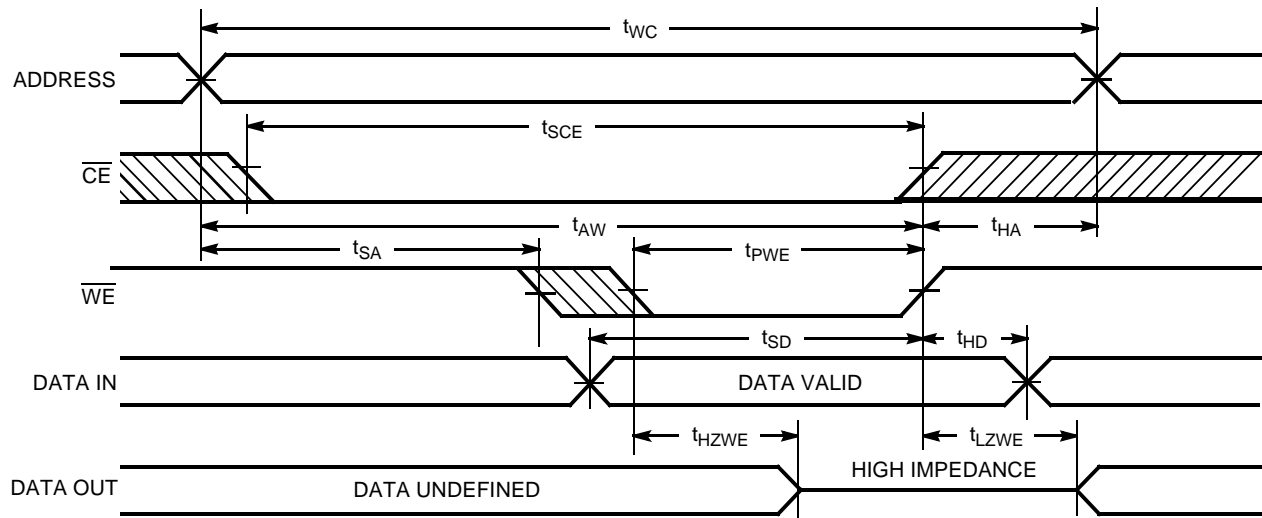 tWC
ADDRESS
tSCE
CE
tAW
tHA
tSA
tPWE
WE
tSD
tHD
DATA IN
DATA VALID
tHZWE
tLZWE
HIGH IMPEDANCE
DATA OUT
DATA UNDEFINED